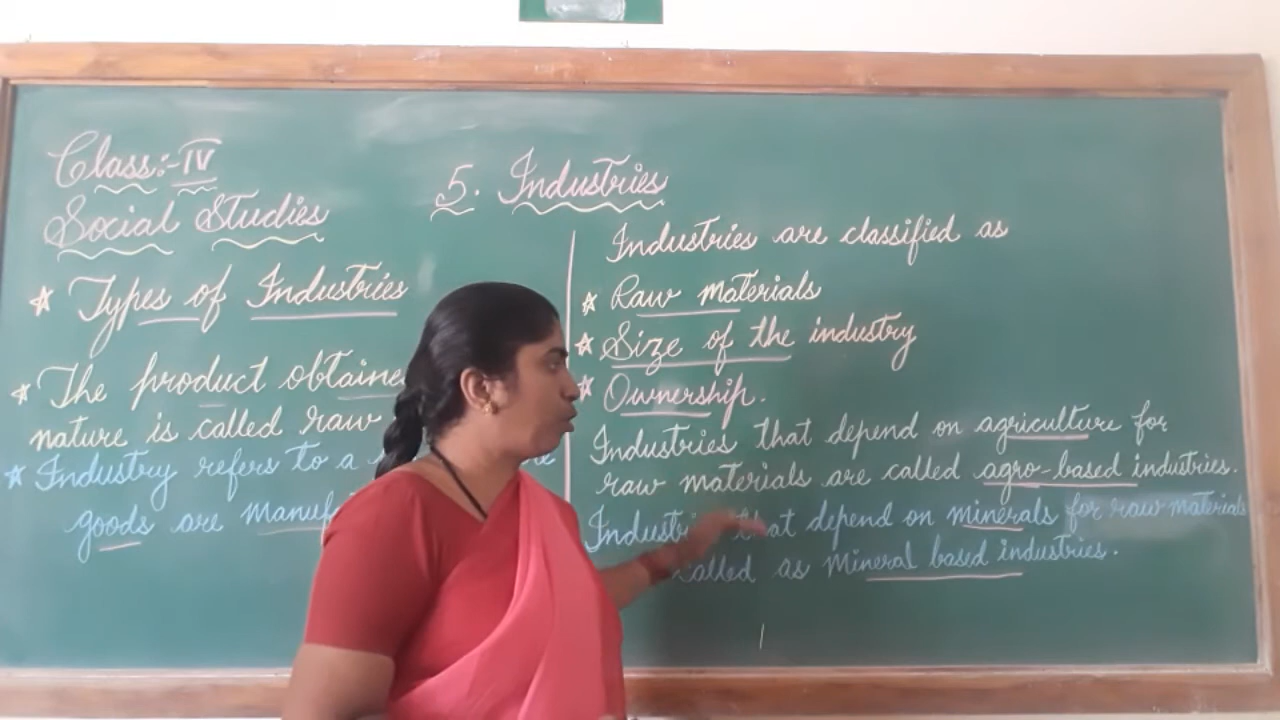 Class:- IV
Social Studies
5. Industries
* Types of Industries
* The product obtaine
nature is called raw
* Industry refers to a
goods are manuf
Industries are classified as
* Raw materials
* Size of the industry
* Ownership.
Industries that depend on agriculture for
raw materials are called agro-based industries.
Industri that depend on minerals for raw materials
called as Mineral based industries.